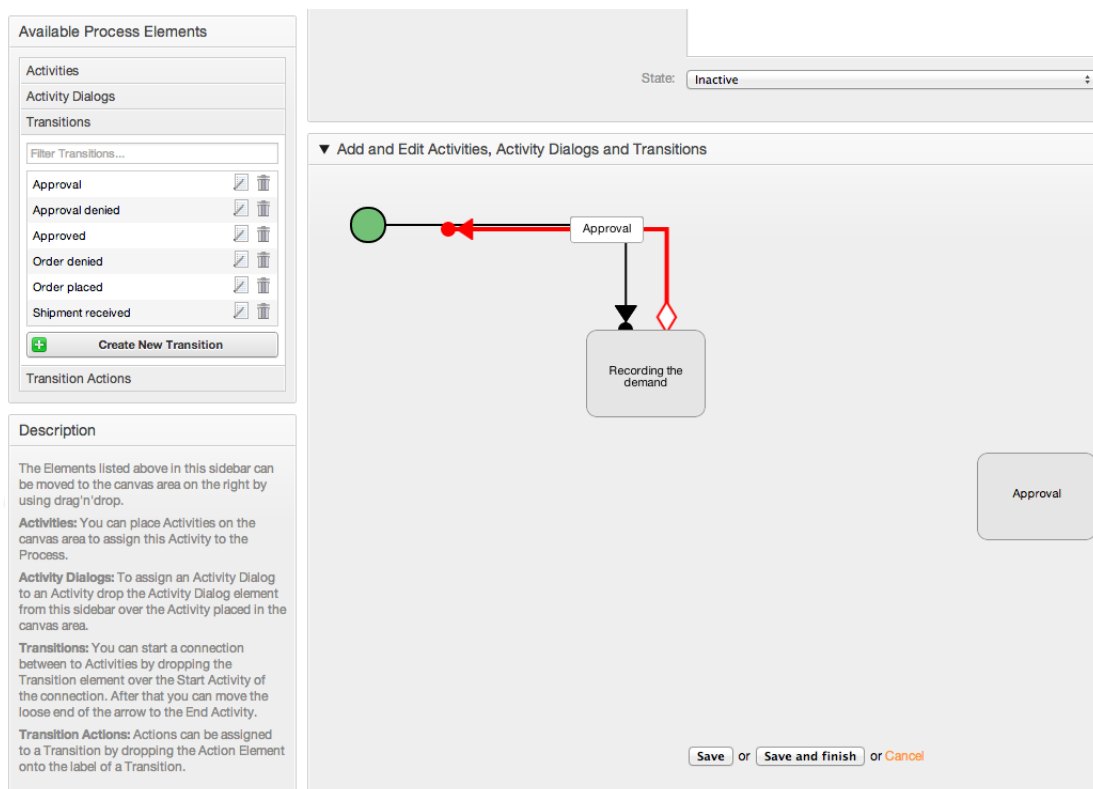 Available Process Elements
Activities
Activity Dialogs
Transitions
Filter Transitions...
Approval
Approval denied
Approved
Order denied
Order placed
Shipment received
Create New Transition
Transition Actions
Description
The Elements listed above in this sidebar can
be moved to the canvas area on the right by
using drag'n'drop.
Activities: You can place Activities on the
canvas area to assign this Activity to the
Process.
Activity Dialogs: To assign an Activity Dialog
to an Activity drop the Activity Dialog element
from this sidebar over the Activity placed in the
canvas area.
Transitions: You can start a connection
between to Activities by dropping the
Transition element over the Start Activity of
the connection. After that you can move the
loose end of the arrow to the End Activity.
Transition Actions: Actions can be assigned
to a Transition by dropping the Action Element
onto the label of a Transition.
State: Inactive
Add and Edit Activities, Activity Dialogs and Transitions
Approval
Recording the
demand
Approval
Save or Save and finish or Cancel